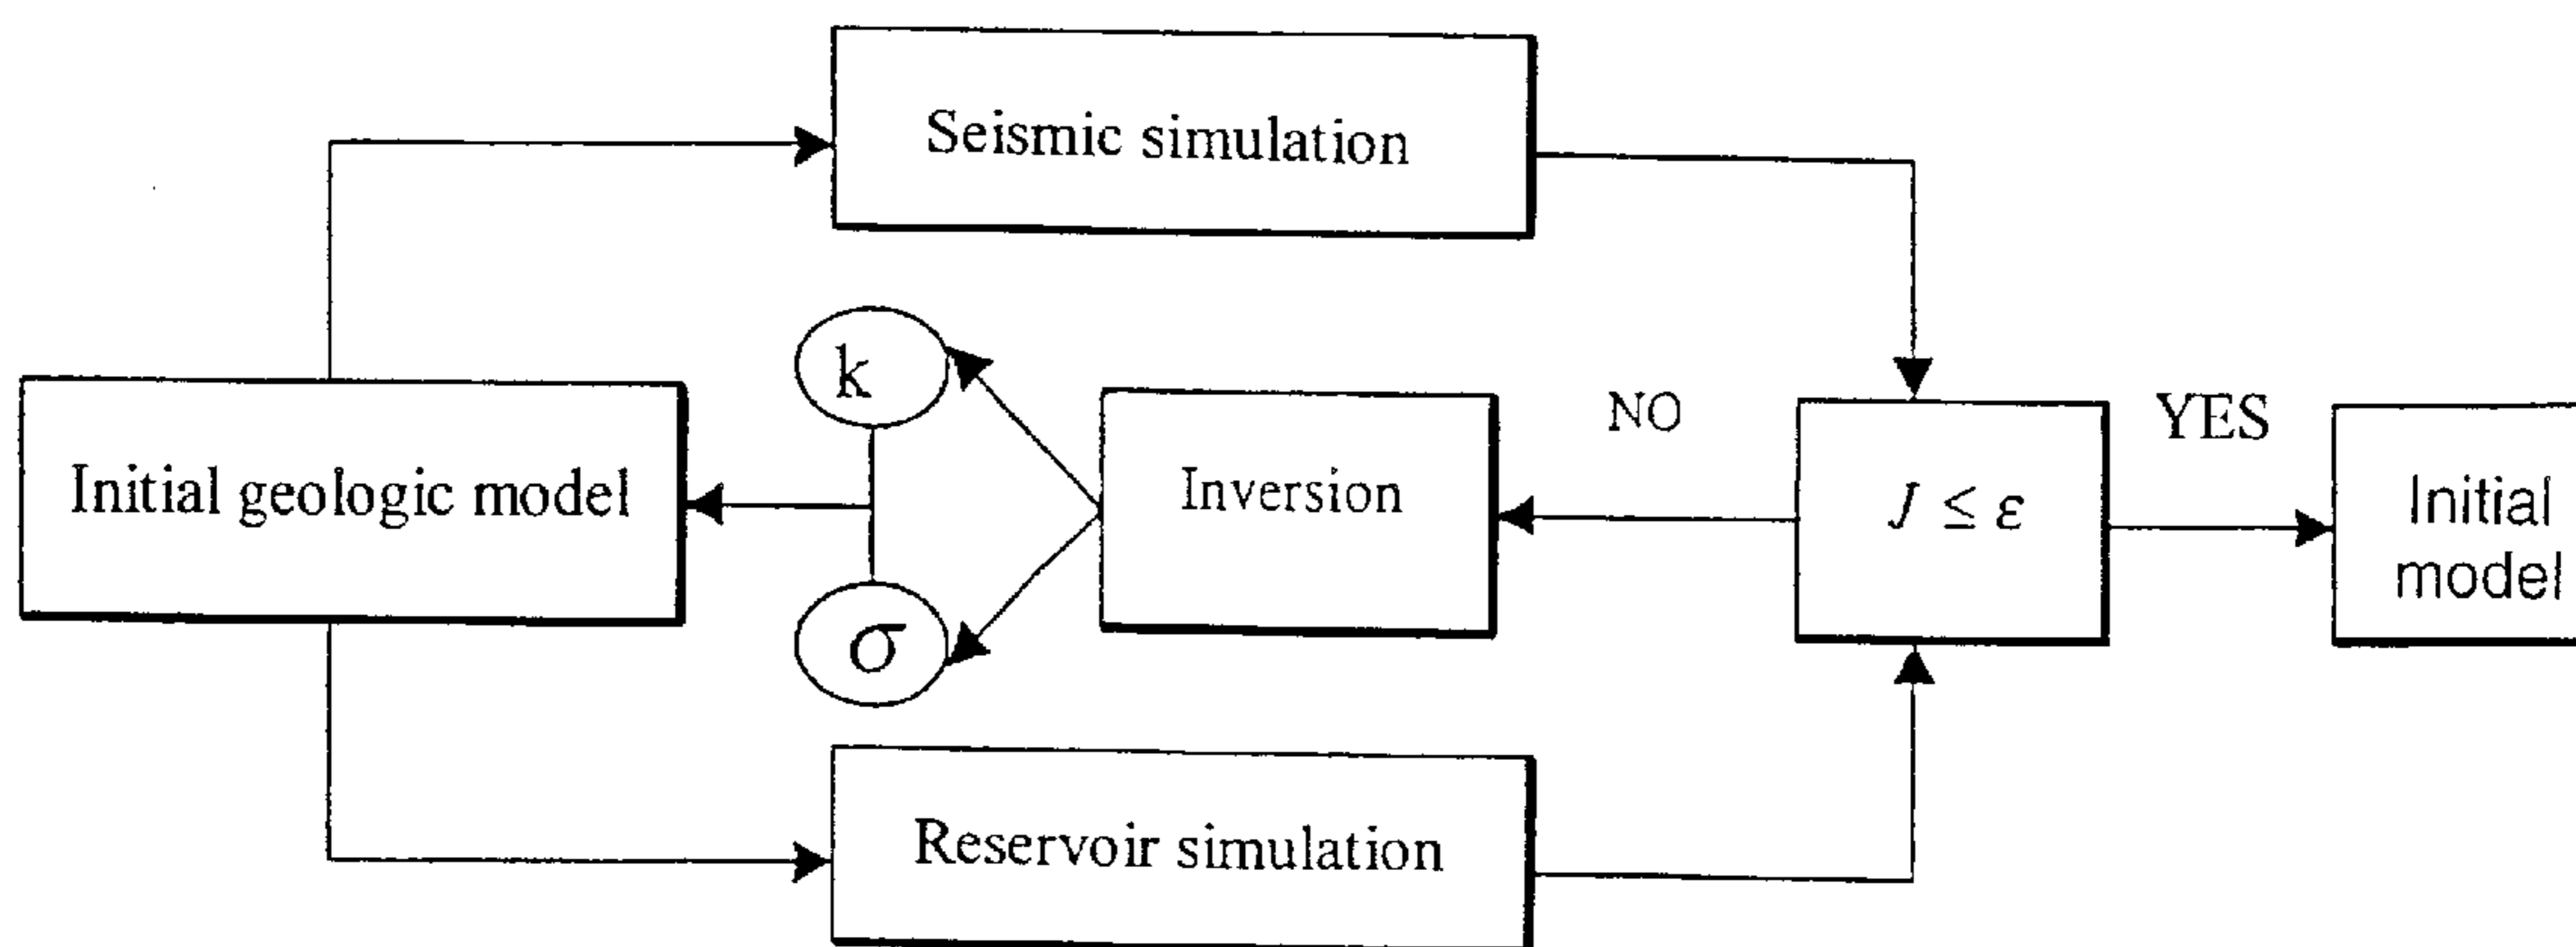 Seismic simulation
k
NO
YES
Initial geologic model
Inversion
J ≤ ε
Initial
model
σ
Reservoir simulation